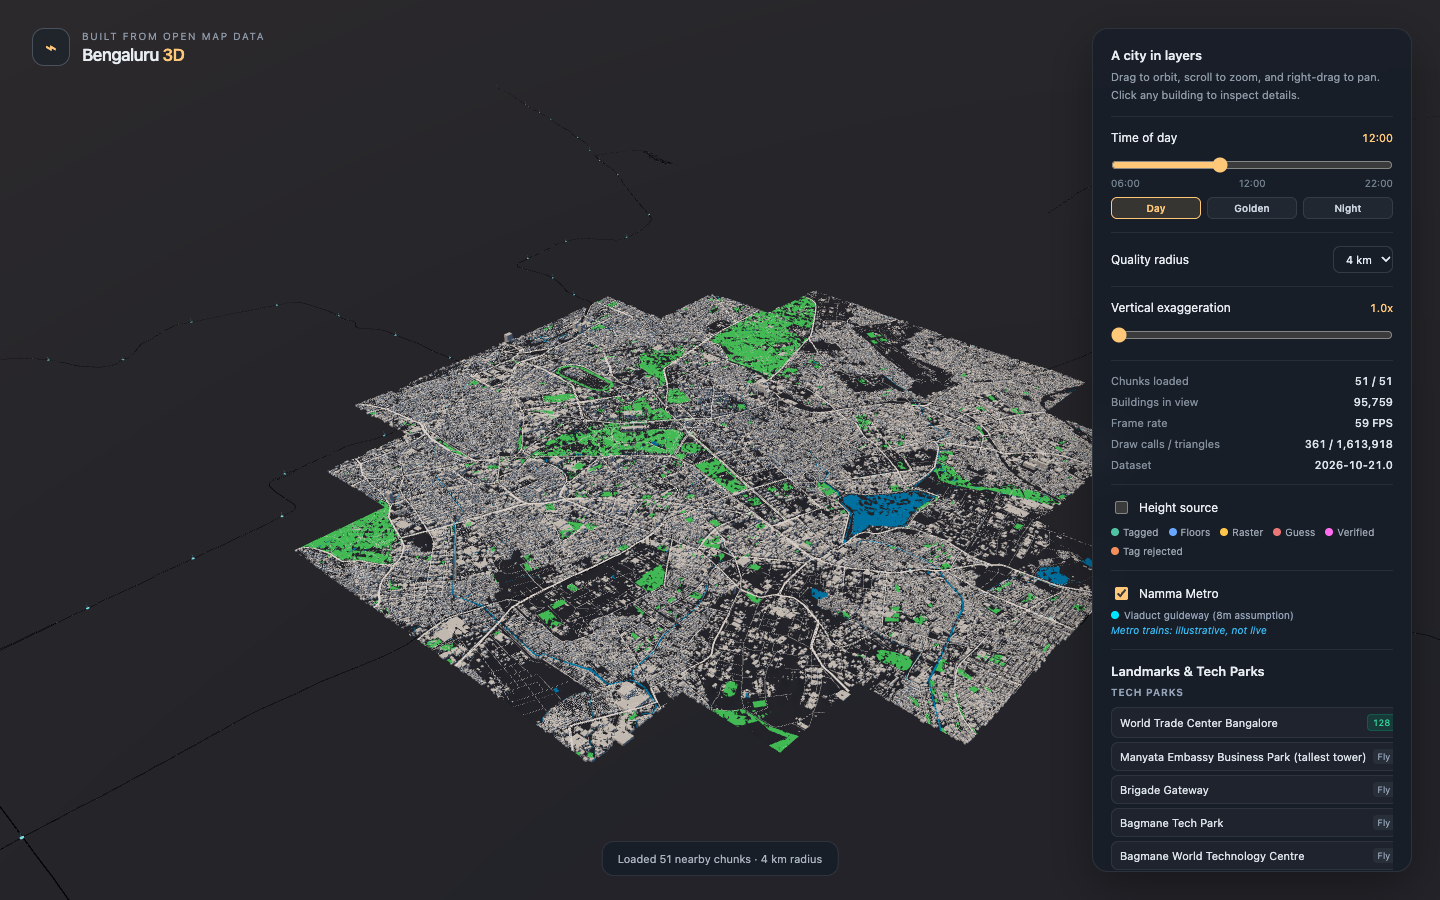 BUILT FROM OPEN MAP DATA
Bengaluru 3D
A city in layers
Drag to orbit, scroll to zoom, and right-drag to pan.
Click any building to inspect details.
Time of day 12:00
06:00 12:00 22:00
Day Golden Night
Quality radius 4 km
Vertical exaggeration 1.0x
Chunks loaded 51 / 51
Buildings in view 95,759
Frame rate 59 FPS
Draw calls / triangles 361 / 1,613,918
Dataset 2026-10-21.0
Height source
Tagged Floors Raster Guess Verified
Tag rejected
Namma Metro
Viaduct guideway (8m assumption)
Metro trains: illustrative, not live
Landmarks & Tech Parks
TECH PARKS
World Trade Center Bangalore 128
Manyata Embassy Business Park (tallest tower) Fly
Brigade Gateway Fly
Bagmane Tech Park Fly
Bagmane World Technology Centre Fly
Loaded 51 nearby chunks · 4 km radius